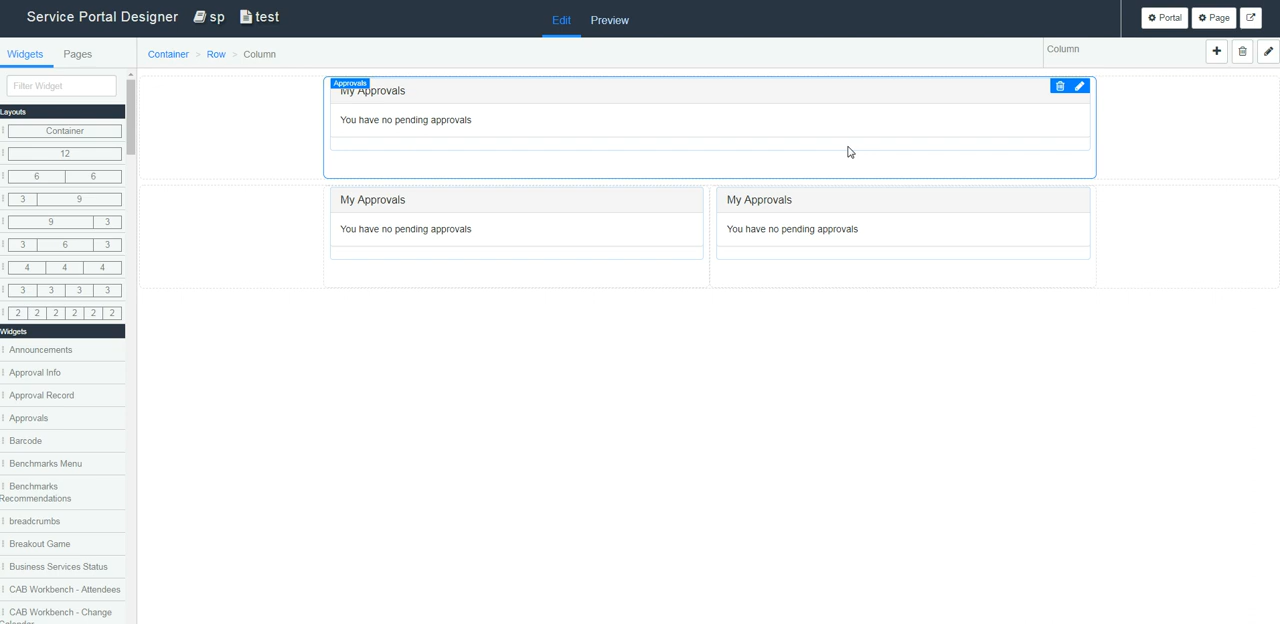 Service Portal Designer sp test
Edit Preview
Portal Page
Widgets Pages
Container > Row > Column
Column
Filter Widget
Layouts
Container
12
6 6
3 9
9 3
3 6 3
4 4 4
3 3 3 3
2 2 2 2 2 2
Widgets
Announcements
Approval Info
Approval Record
Approvals
Barcode
Benchmarks Menu
Benchmarks
Recommendations
breadcrumbs
Breakout Game
Business Services Status
CAB Workbench - Attendees
CAB Workbench - Change
Calendar
Approvals
My Approvals
You have no pending approvals
My Approvals
You have no pending approvals
My Approvals
You have no pending approvals